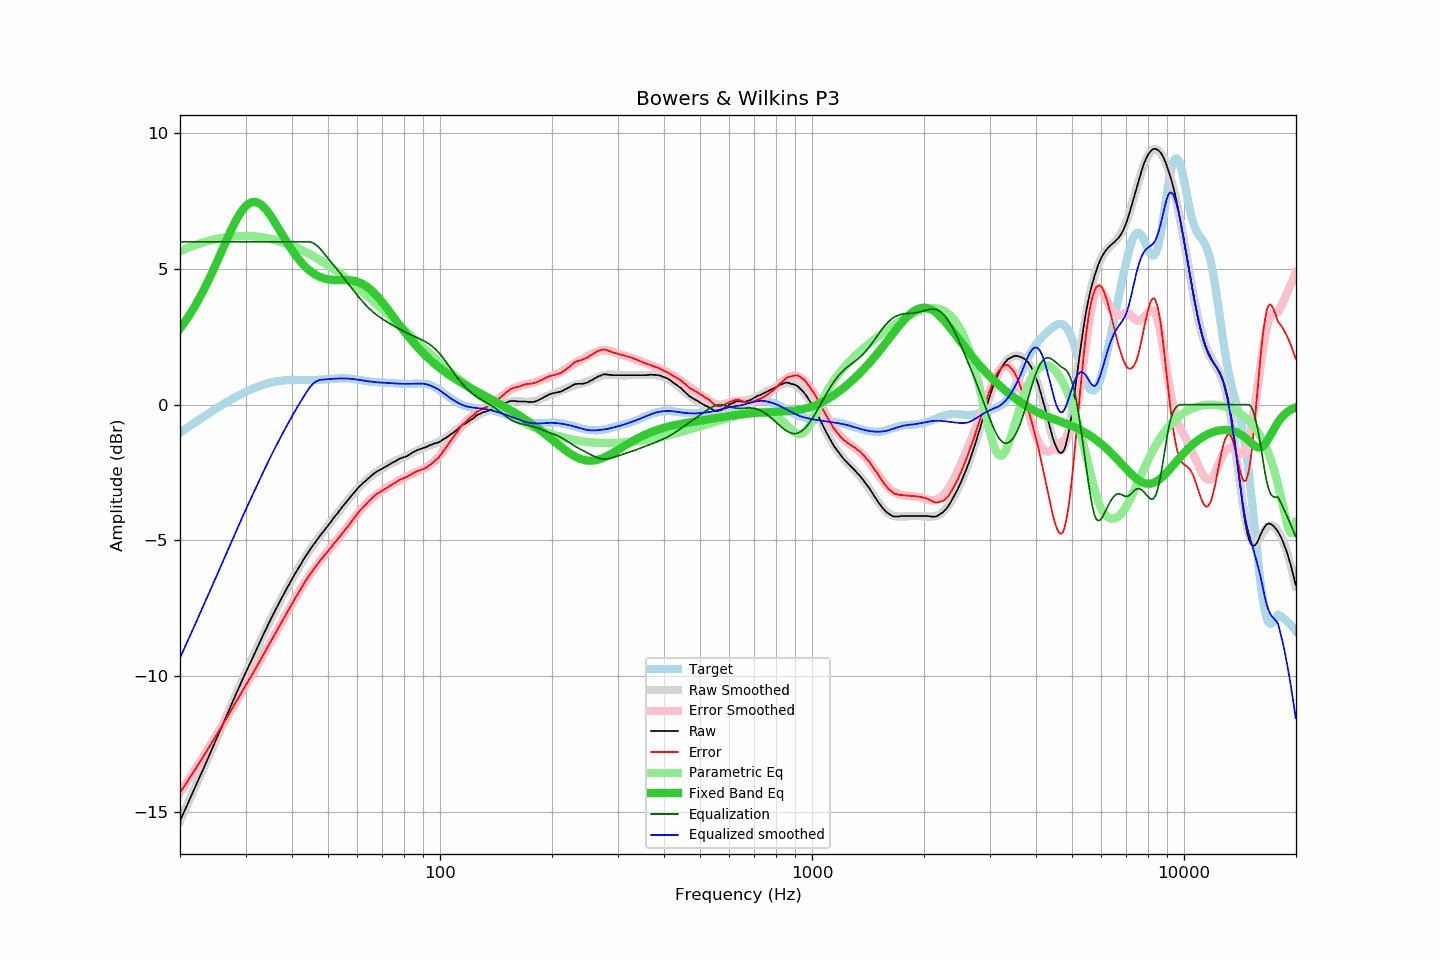 Bowers & Wilkins P3
10
5
0
−5
−10
−15
Amplitude (dBr)
100
1000
10000
Frequency (Hz)
Target
Raw Smoothed
Error Smoothed
Raw
Error
Parametric Eq
Fixed Band Eq
Equalization
Equalized smoothed